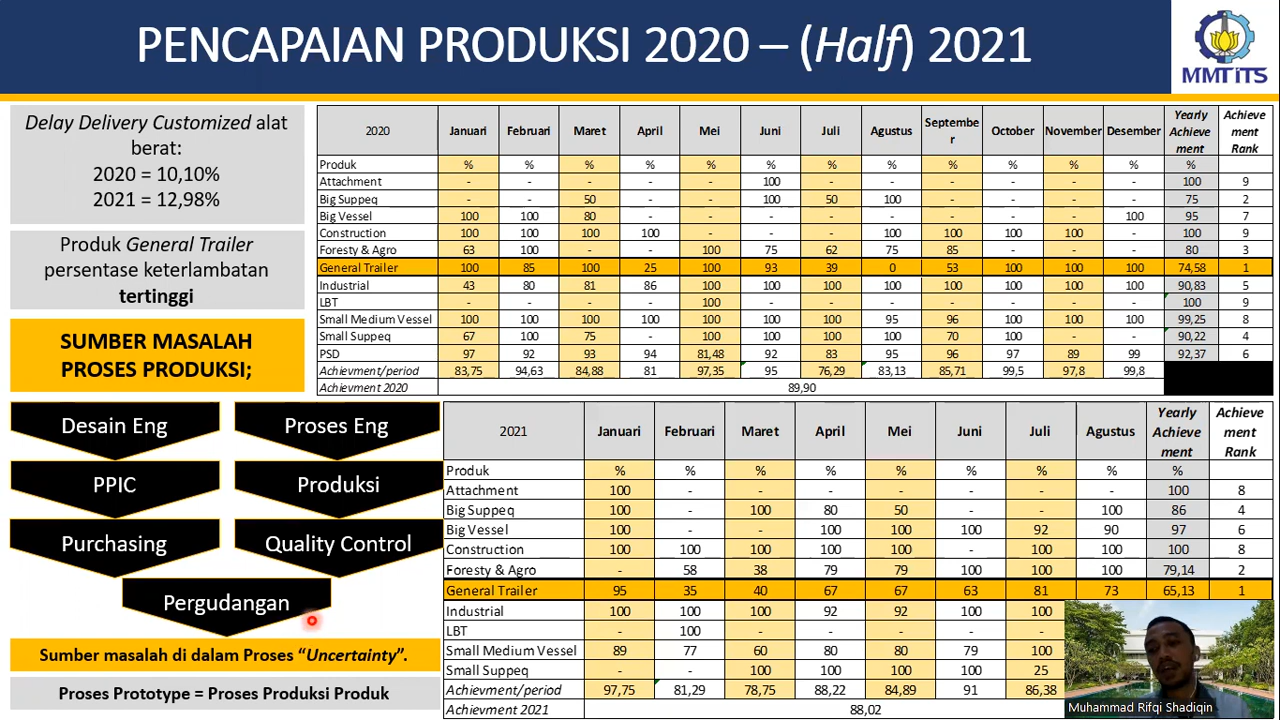 PENCAPAIAN PRODUKSI 2020 – (Half) 2021
MMT ITS
Delay Delivery Customized alat
berat:
2020 = 10,10%
2021 = 12,98%
Produk General Trailer
persentase keterlambatan
tertinggi
SUMBER MASALAH
PROSES PRODUKSI;
Desain Eng
Proses Eng
PPIC
Produksi
Purchasing
Quality Control
Pergudangan
Sumber masalah di dalam Proses “Uncertainty”.
Proses Prototype = Proses Produksi Produk
2020 Januari Februari Maret April Mei Juni Juli Agustus Septembe r October November Desember Yearly Achieve ment Achieve ment Rank
Produk % % % % % % % % % % % % %
Attachment - - - - - 100 - - - - - - 100 9
Big Suppeq - - 50 - - 100 50 100 - - - - 75 2
Big Vessel 100 100 80 - - - - - - - - 100 95 7
Construction 100 100 100 100 - - - 100 100 100 100 - 100 9
Foresty & Agro 63 100 - - 100 75 62 75 85 - - - 80 3
General Trailer 100 85 100 25 100 93 39 0 53 100 100 100 74,58 1
Industrial 43 80 81 86 100 100 100 100 100 100 100 100 90,83 5
LBT - - - - 100 - - - - - - - 100 9
Small Medium Vessel 100 100 100 100 100 100 100 95 96 100 100 100 99,25 8
Small Suppeq 67 100 75 - 100 100 100 100 70 100 - - 90,22 4
PSD 97 92 93 94 81,48 92 83 95 96 97 89 99 92,37 6
Achievment/period 83,75 94,63 84,88 81 97,35 95 76,29 83,13 85,71 99,5 97,8 99,8
Achievment 2020 89,90
2021 Januari Februari Maret April Mei Juni Juli Agustus Yearly Achieve ment Achieve ment Rank
Produk % % % % % % % % %
Attachment 100 - - - - - - - 100 8
Big Suppeq 100 - 100 80 50 - - 100 86 4
Big Vessel 100 - - 100 100 100 92 90 97 6
Construction 100 100 100 100 100 - 100 100 100 8
Foresty & Agro - 58 38 79 79 100 100 100 79,14 2
General Trailer 95 35 40 67 67 63 81 73 65,13 1
Industrial 100 100 100 92 92 100 100
LBT - 100 - - - - -
Small Medium Vessel 89 77 60 80 80 79 100
Small Suppeq - - 100 100 100 100 25
Achievment/period 97,75 81,29 78,75 88,22 84,89 91 86,38
Achievment 2021 88,02
Muhammad Rifqi Shadiqin